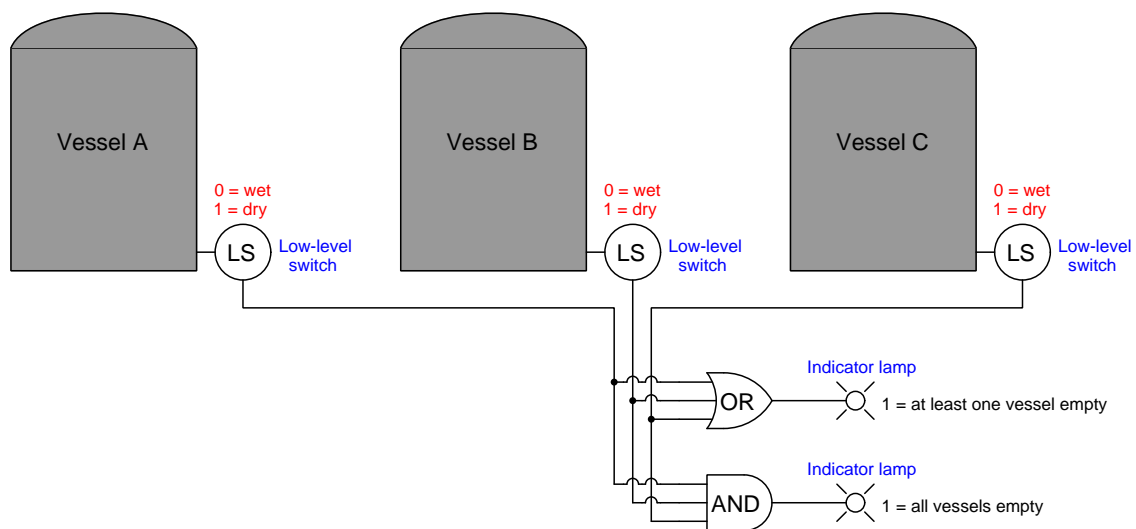 Vessel A
Vessel B
Vessel C
0 = wet
1 = dry
LS
Low-level
switch
0 = wet
1 = dry
LS
Low-level
switch
0 = wet
1 = dry
LS
Low-level
switch
Indicator lamp
OR
1 = at least one vessel empty
Indicator lamp
AND
1 = all vessels empty